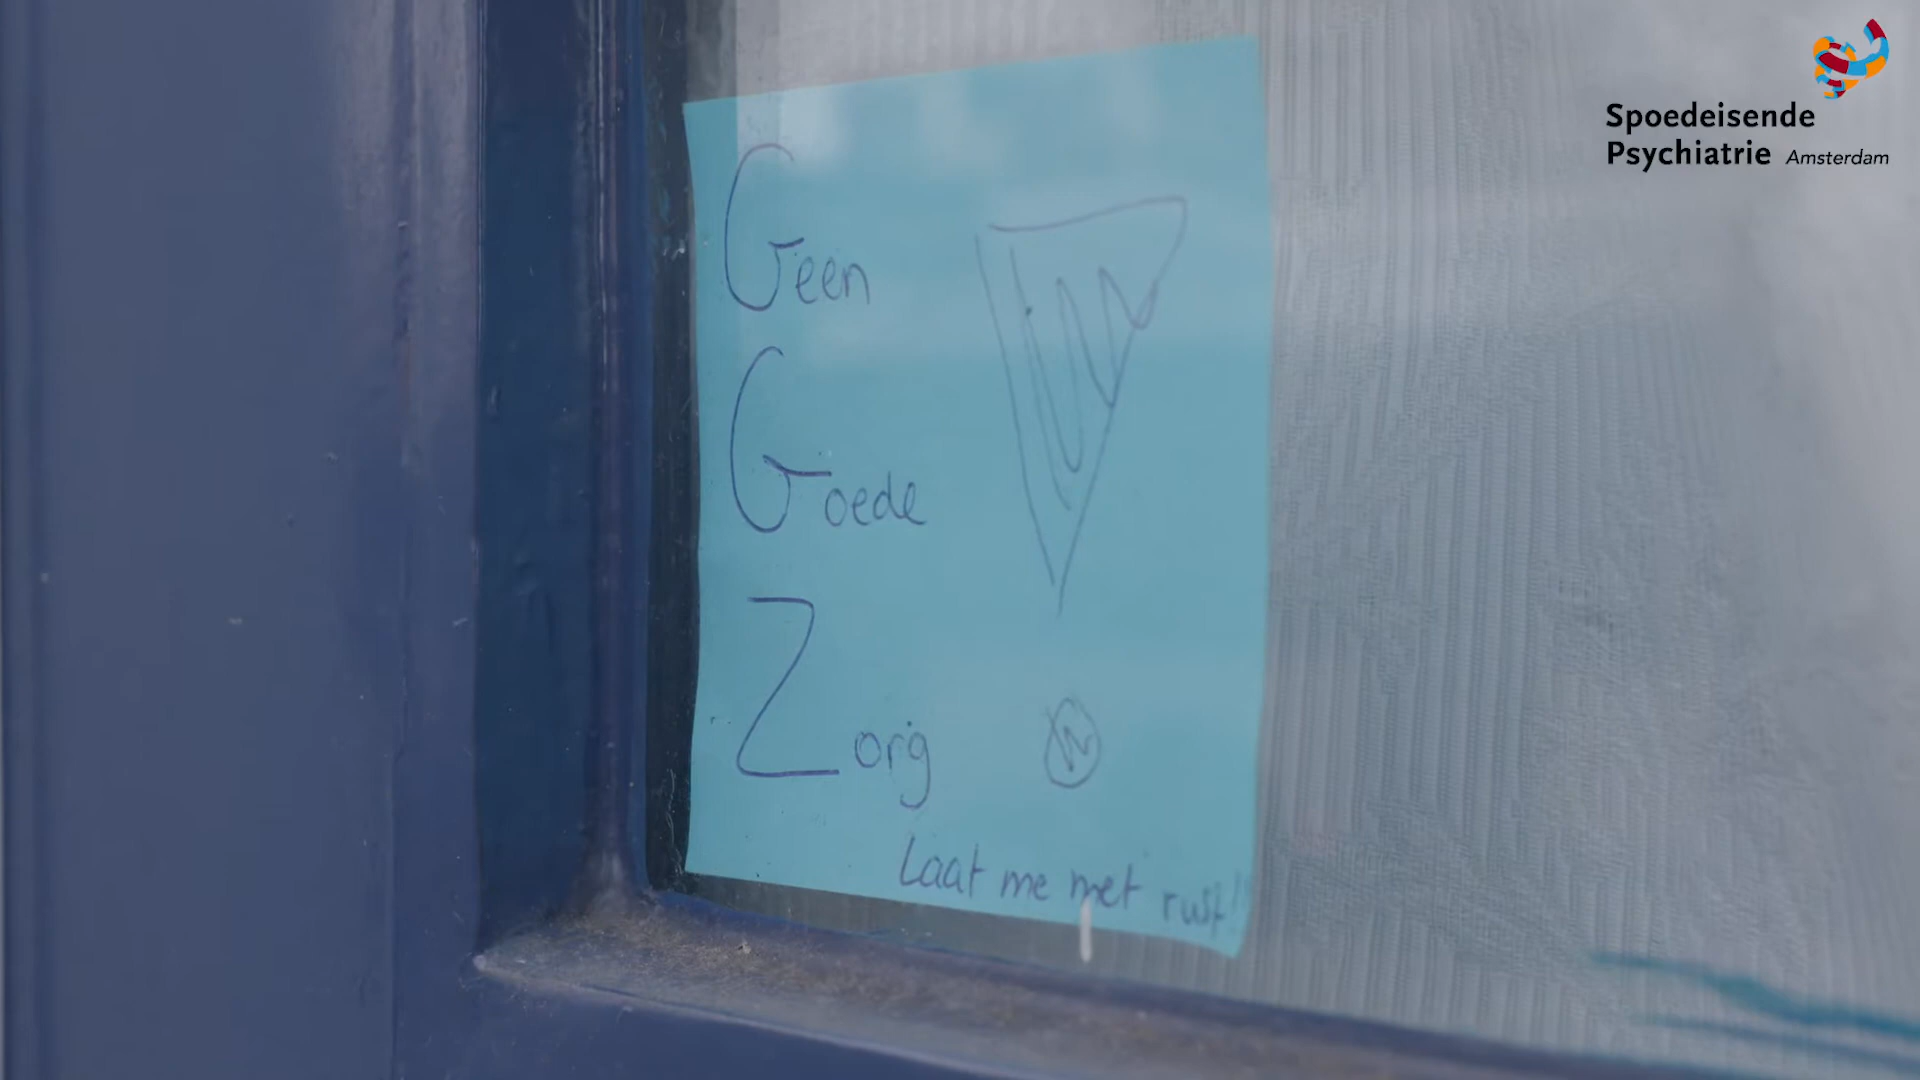 Geen
Goede
Zorg
Laat me met rust!
Spoedeisende
Psychiatrie Amsterdam